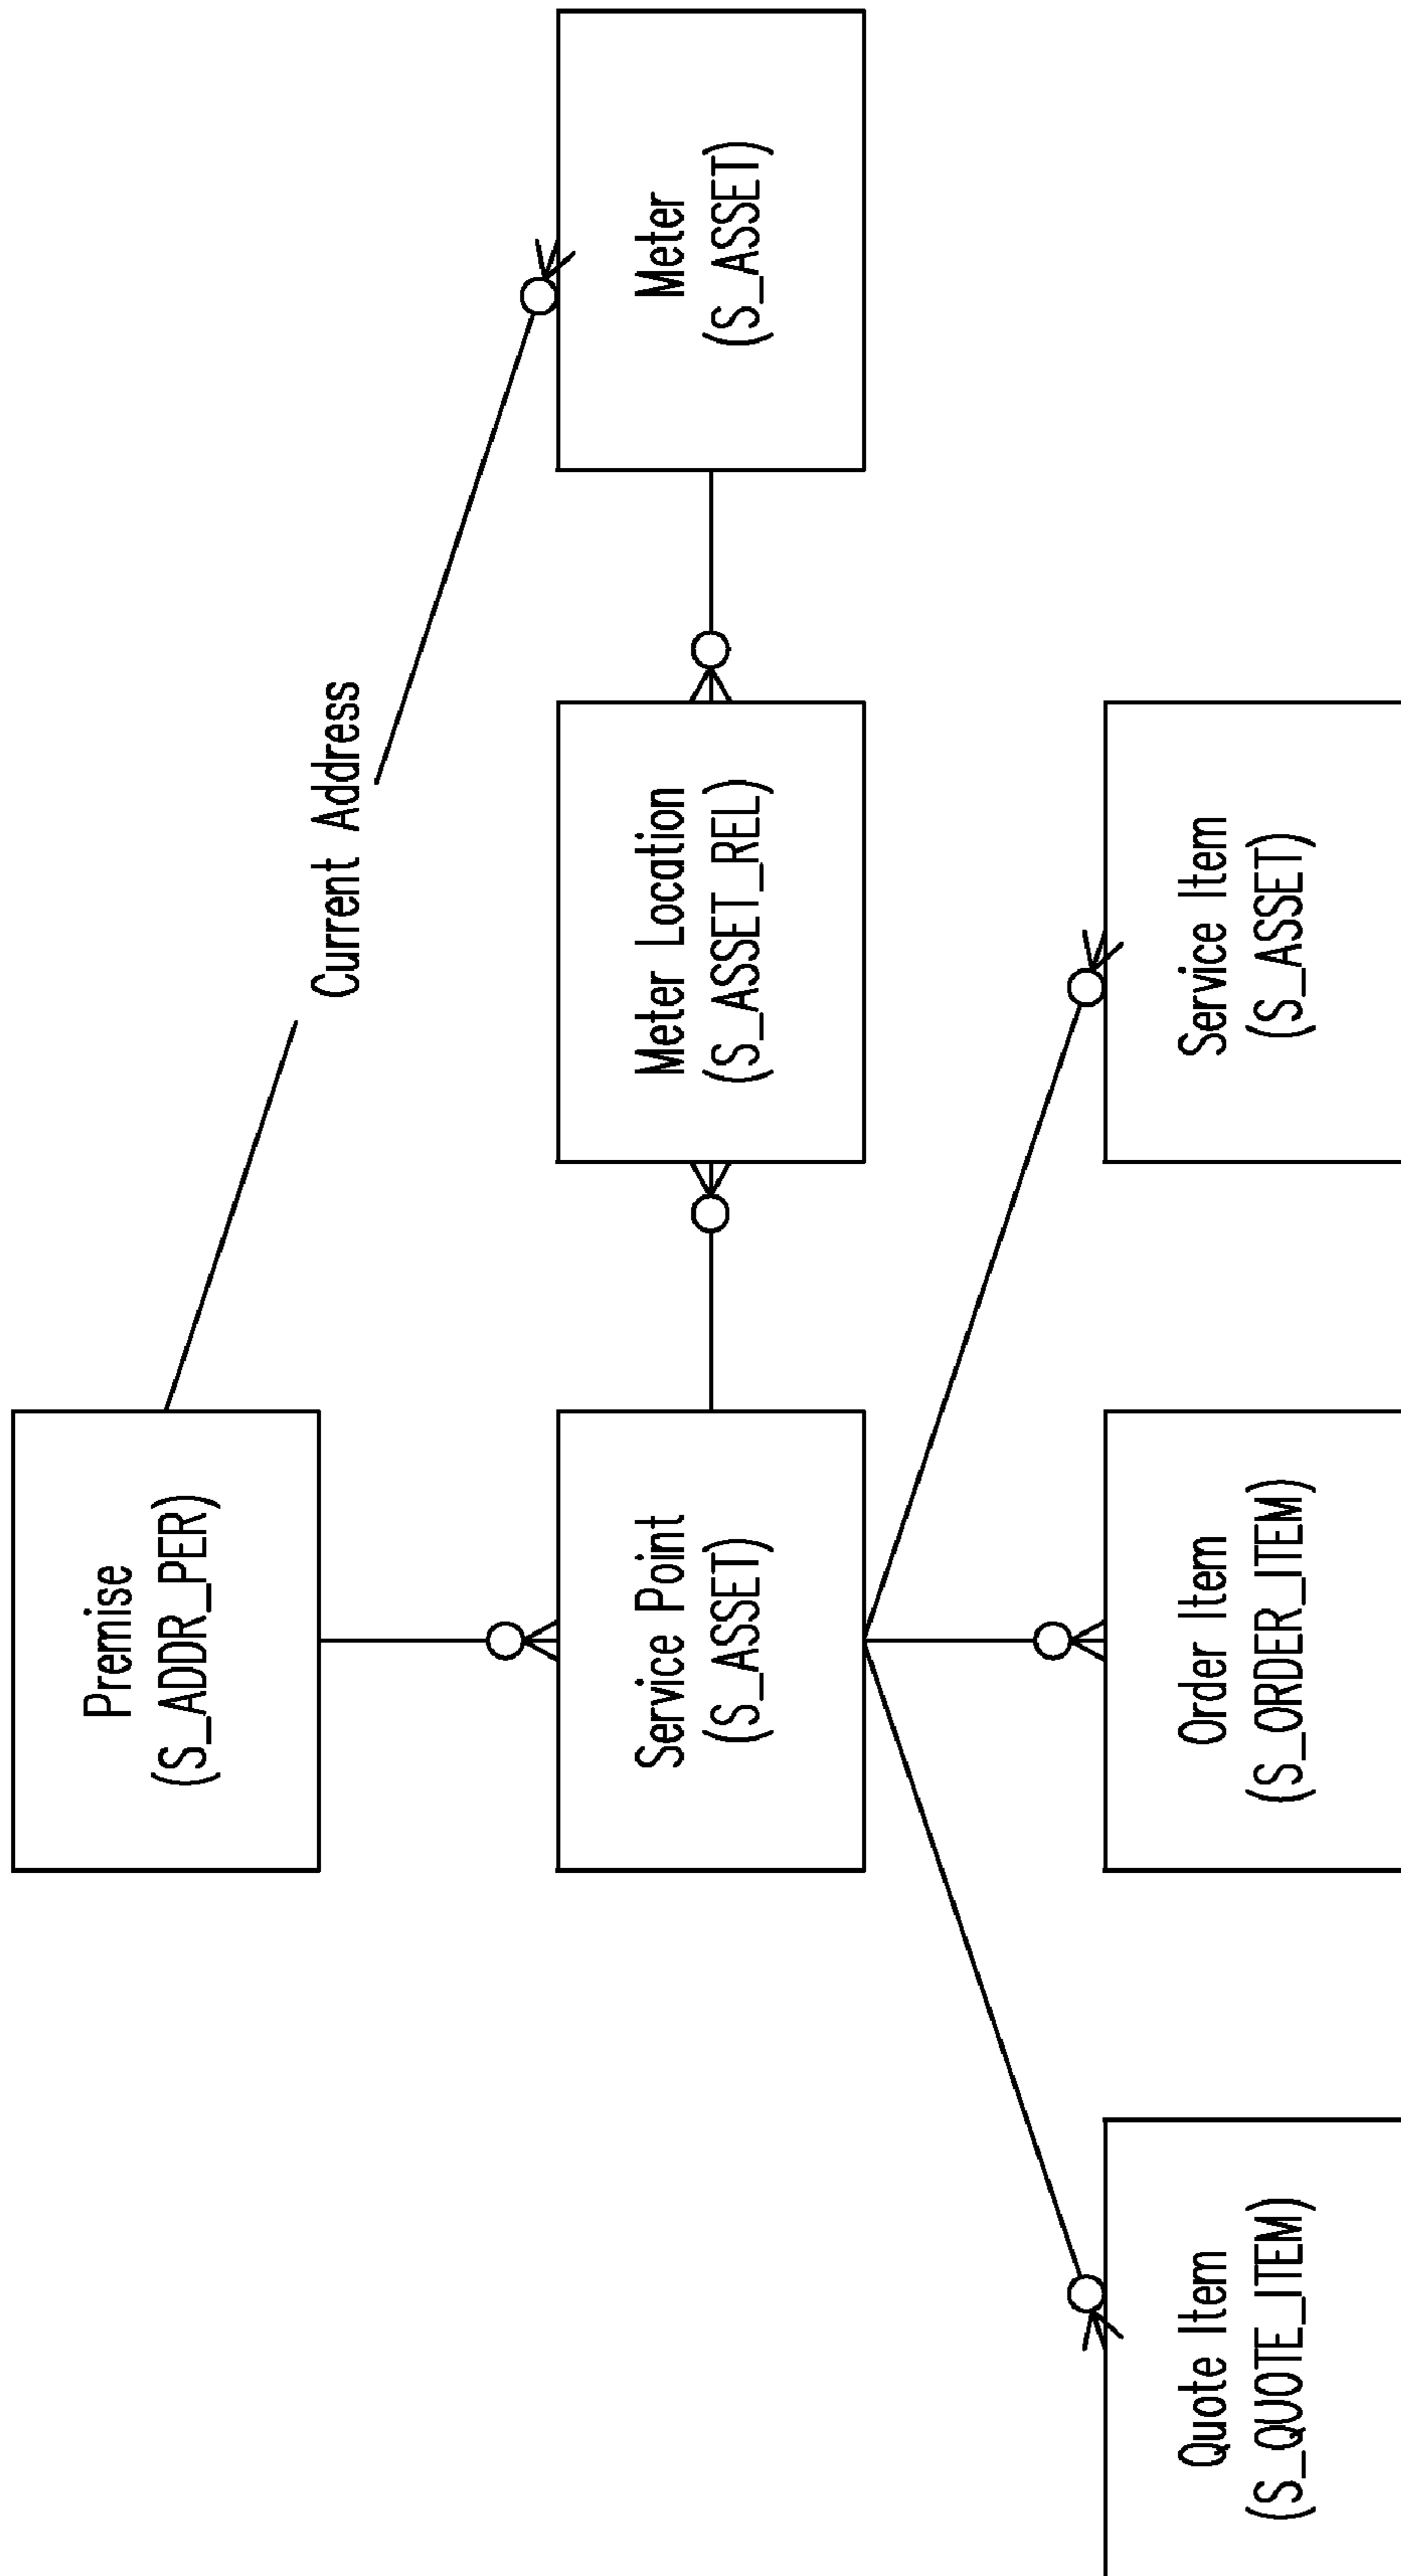 Premise
(S_ADDR_PER)
Current Address
Service Point
(S_ASSET)
Meter Location
(S_ASSET_REL)
Meter
(S_ASSET)
Quote Item
(S_QUOTE_ITEM)
Order Item
(S_ORDER_ITEM)
Service Item
(S_ASSET)